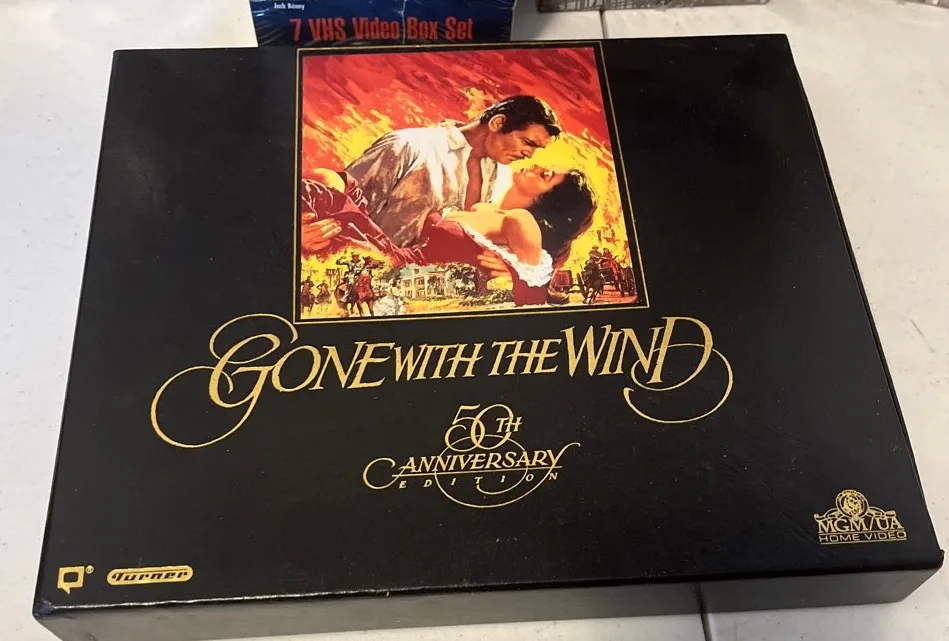 Jack Benny
7 VHS Video Box Set
GONE WITH THE WIND
50TH
ANNIVERSARY
EDITION
MGM/UA
HOME VIDEO
Turner